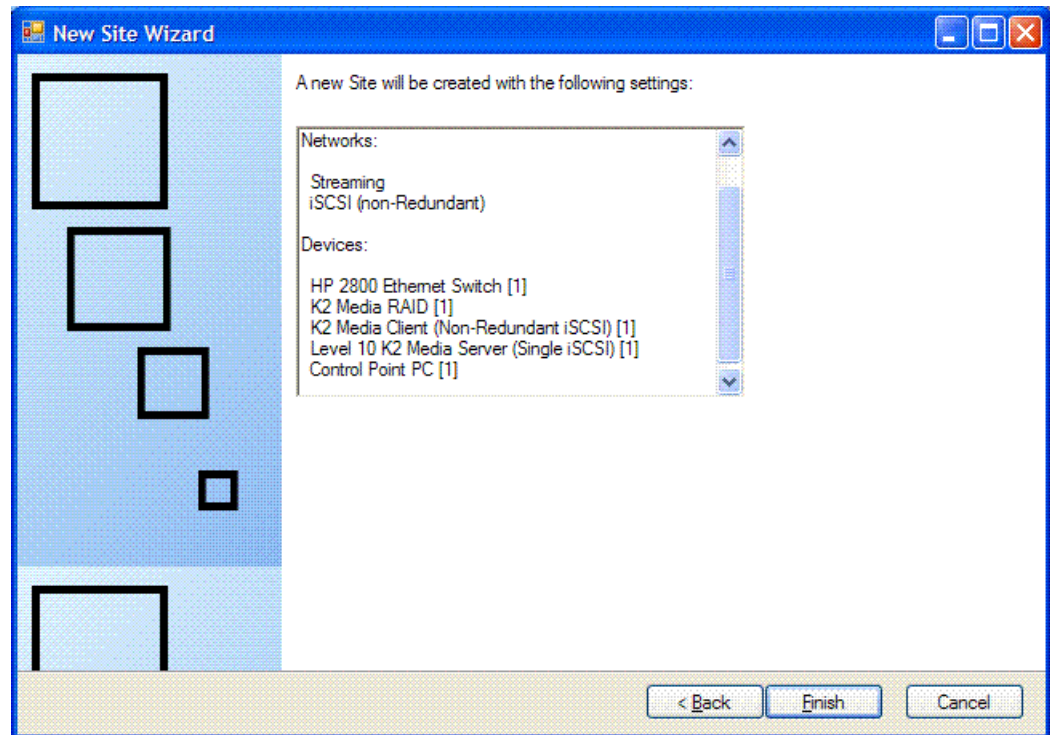 New Site Wizard
A new Site will be created with the following settings:
Networks:
Streaming
iSCSI (non-Redundant)
Devices:
HP 2800 Ethernet Switch [1]
K2 Media RAID [1]
K2 Media Client (Non-Redundant iSCSI) [1]
Level 10 K2 Media Server (Single iSCSI) [1]
Control Point PC [1]
< Back Finish Cancel